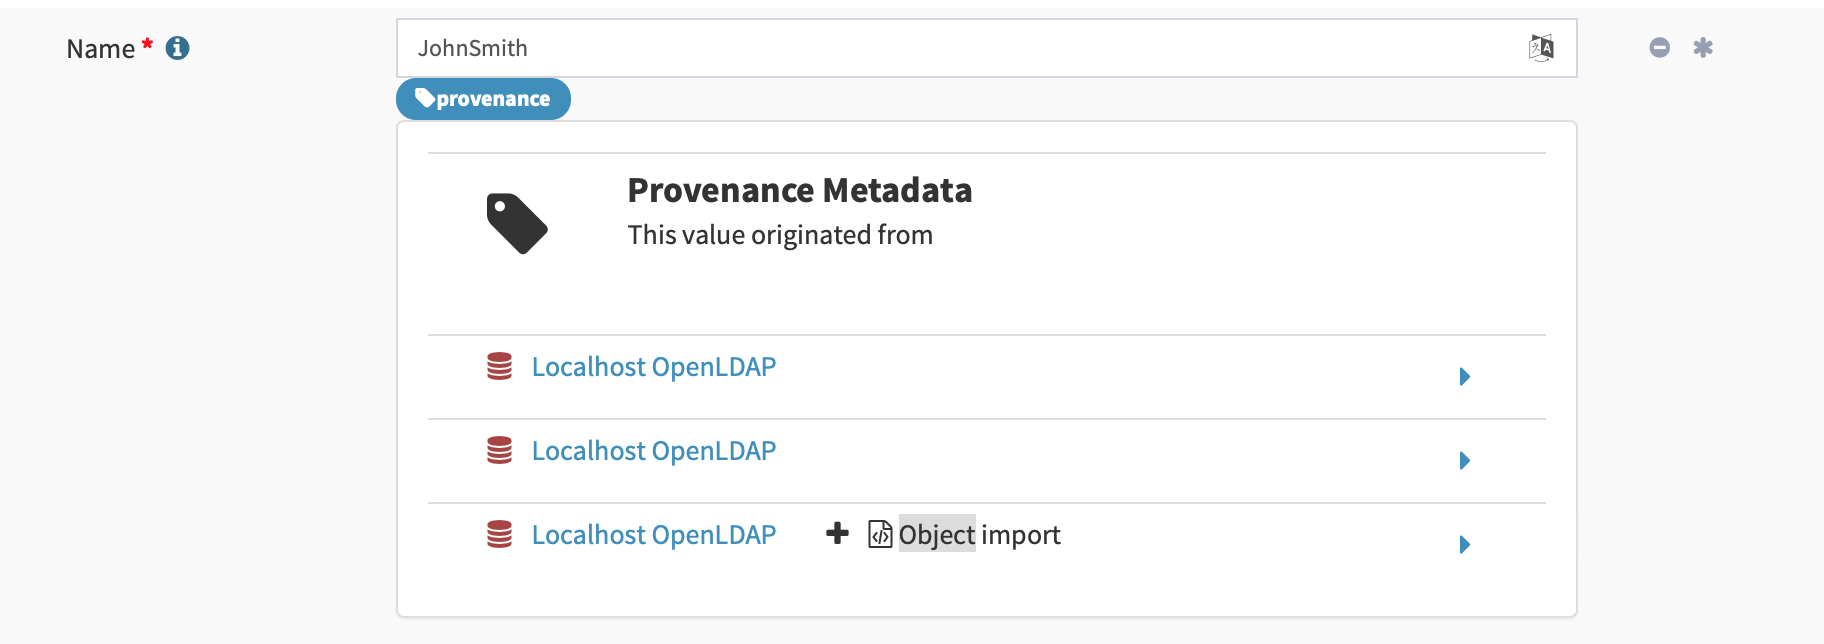 Name *
JohnSmith
provenance
Provenance Metadata
This value originated from
Localhost OpenLDAP
Localhost OpenLDAP
Localhost OpenLDAP + Object import